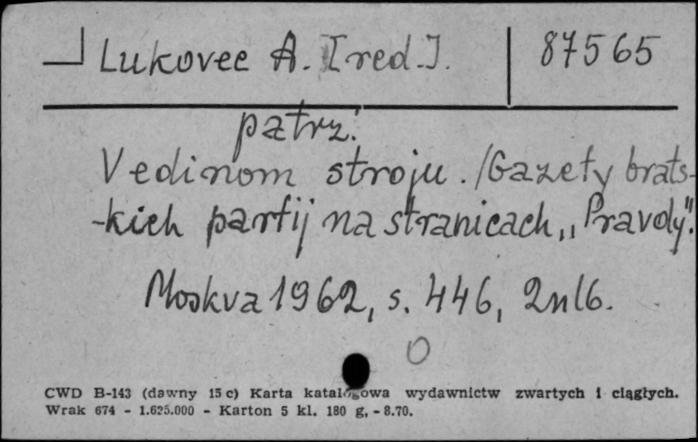 Lukovec A. [red.]. 87565
patrz:
V edinom stroju. /Gazety brats-
-kich partij na stranicach „Pravdy".
Moskva 1962, s. 446, 2nlb.
CWD B-143 (dawny 15 c) Karta katalogowa wydawnictw zwartych i ciągłych.
Wrak 674 - 1.625.000 - Karton 5 kl. 180 g. - 8.70.